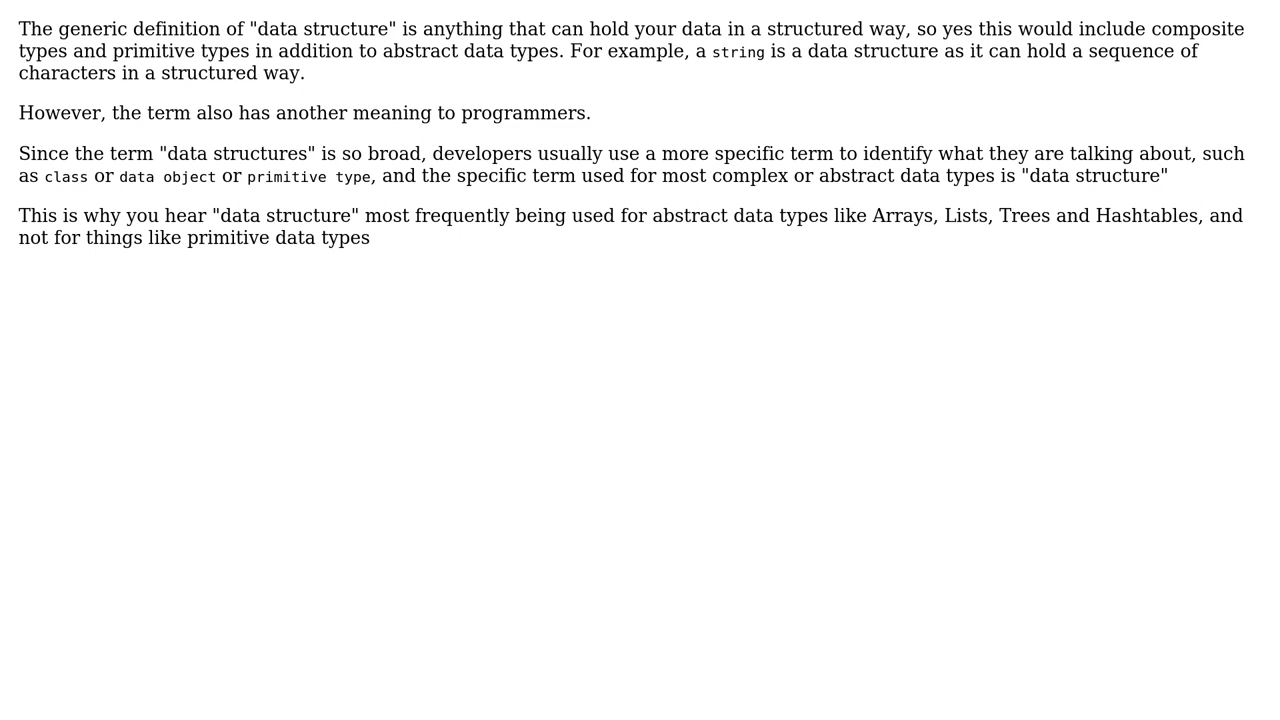 The generic definition of "data structure" is anything that can hold your data in a structured way, so yes this would include composite
types and primitive types in addition to abstract data types. For example, a string is a data structure as it can hold a sequence of
characters in a structured way.
However, the term also has another meaning to programmers.
Since the term "data structures" is so broad, developers usually use a more specific term to identify what they are talking about, such
as class or data object or primitive type, and the specific term used for most complex or abstract data types is "data structure"
This is why you hear "data structure" most frequently being used for abstract data types like Arrays, Lists, Trees and Hashtables, and
not for things like primitive data types